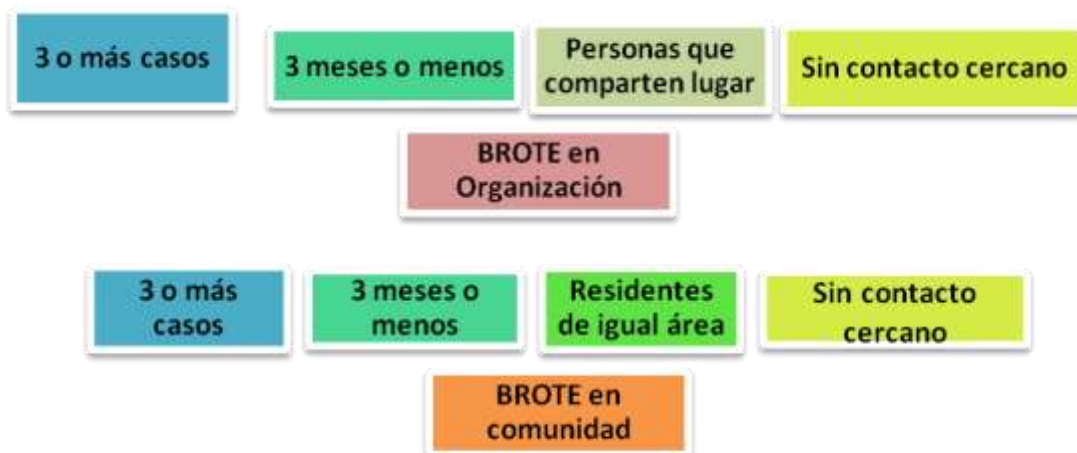 3 o más casos
3 meses o menos
Personas que
comparten lugar
Sin contacto cercano
BROTE en
Organización
3 o más
casos
3 meses o
menos
Residentes
de igual área
Sin contacto
cercano
BROTE en
comunidad